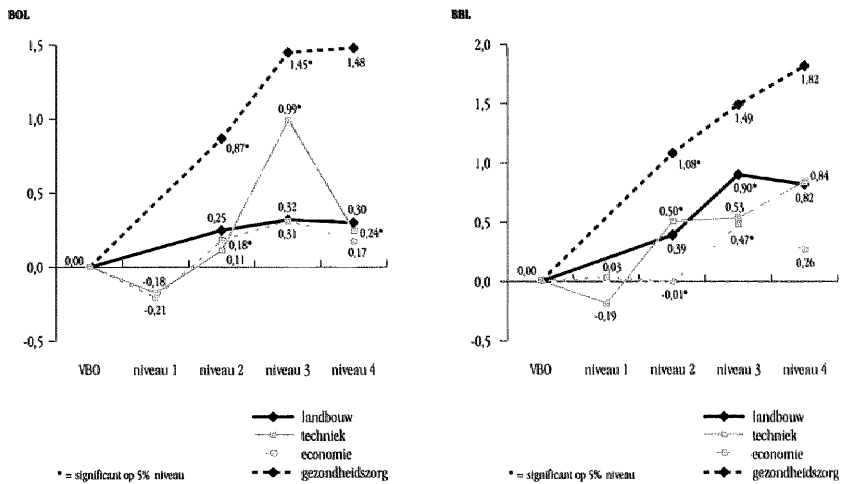 BOL
1,5
1,0
0,5
0,0
-0,5
0,00
-0,18
-0,21
0,25
0,87*
0,18*
0,11
1,45*
0,99*
0,32
0,31
1,48
0,30
0,24*
0,17
VBO niveau 1 niveau 2 niveau 3 niveau 4
landbouw
techniek
economie
gezondheidszorg
* = significant op 5% niveau
BBL
2,0
1,5
1,0
0,5
0,0
-0,5
0,00
0,03
-0,19
1,08*
0,50*
0,39
-0,01*
1,49
0,90*
0,53
0,47*
1,82
0,84
0,82
0,26
VBO niveau 1 niveau 2 niveau 3 niveau 4
landbouw
techniek
economie
gezondheidszorg
* = significant op 5% niveau